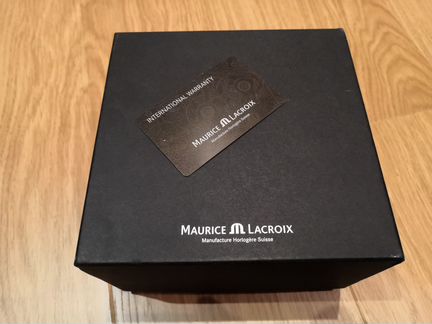 INTERNATIONAL WARRANTY
MAURICE LACROIX
Manufacture Horlogère Suisse
MAURICE LACROIX
Manufacture Horlogère Suisse